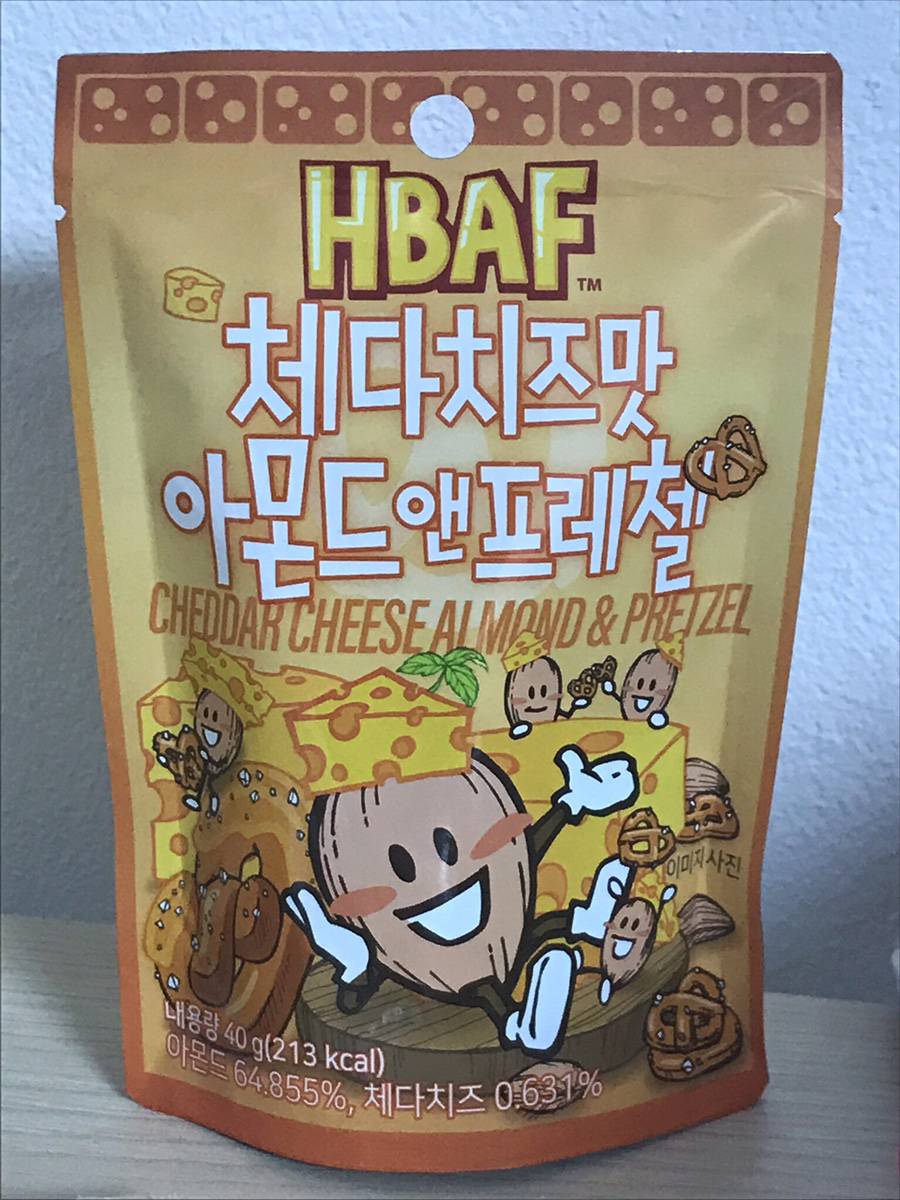 HBAF™
체다치즈맛
아몬드앤프레첼
CHEDDAR CHEESE ALMOND & PRETZEL
이미지 사진
내용량 40 g(213 kcal)
아몬드 64.855%, 체다치즈 0.631%